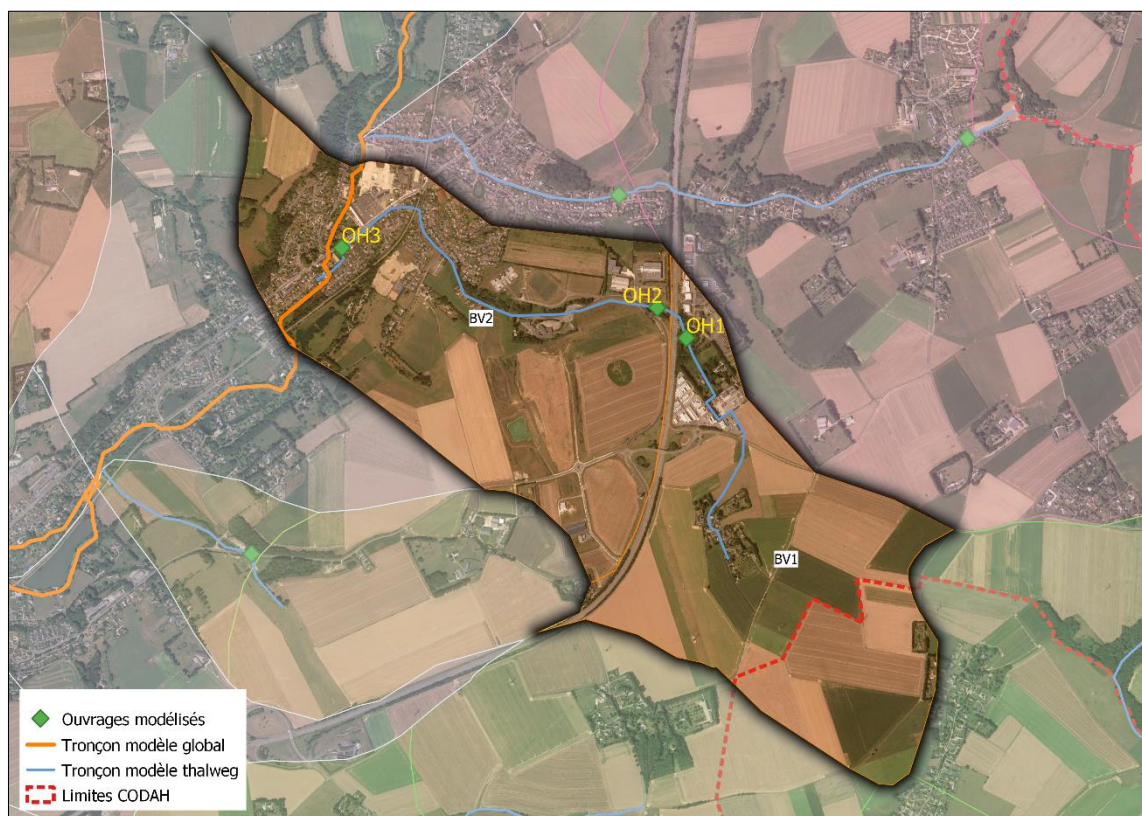 OH3
OH2
OH1
BV2
BV1
Ouvrages modélisés
Tronçon modèle global
Tronçon modèle thalweg
Limites CODAH